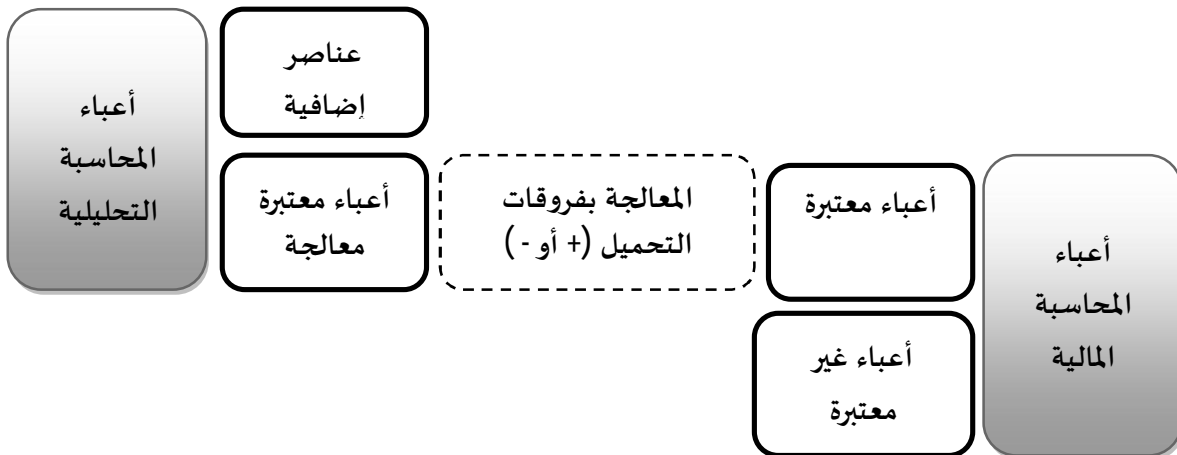 أعباء
المحاسبة
المالية
أعباء معتبرة
أعباء غير
معتبرة
المعالجة بفروقات
التحميل (+ أو - )
عناصر
إضافية
أعباء معتبرة
معالجة
أعباء
المحاسبة
التحليلية